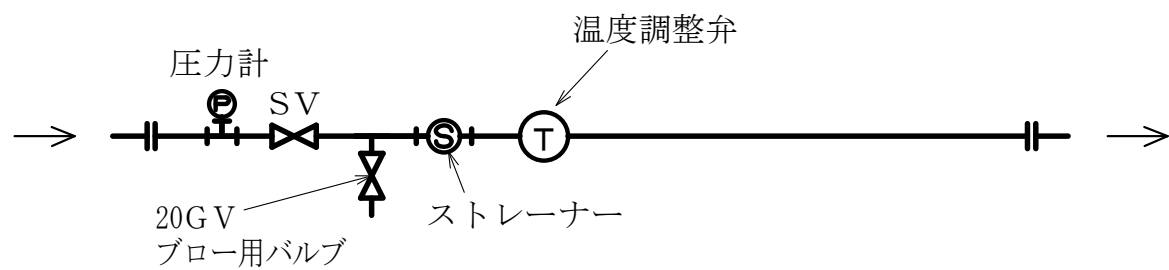 温度調整弁
圧力計
P
SV
S
T
20GV
ブロー用バルブ
ストレーナー